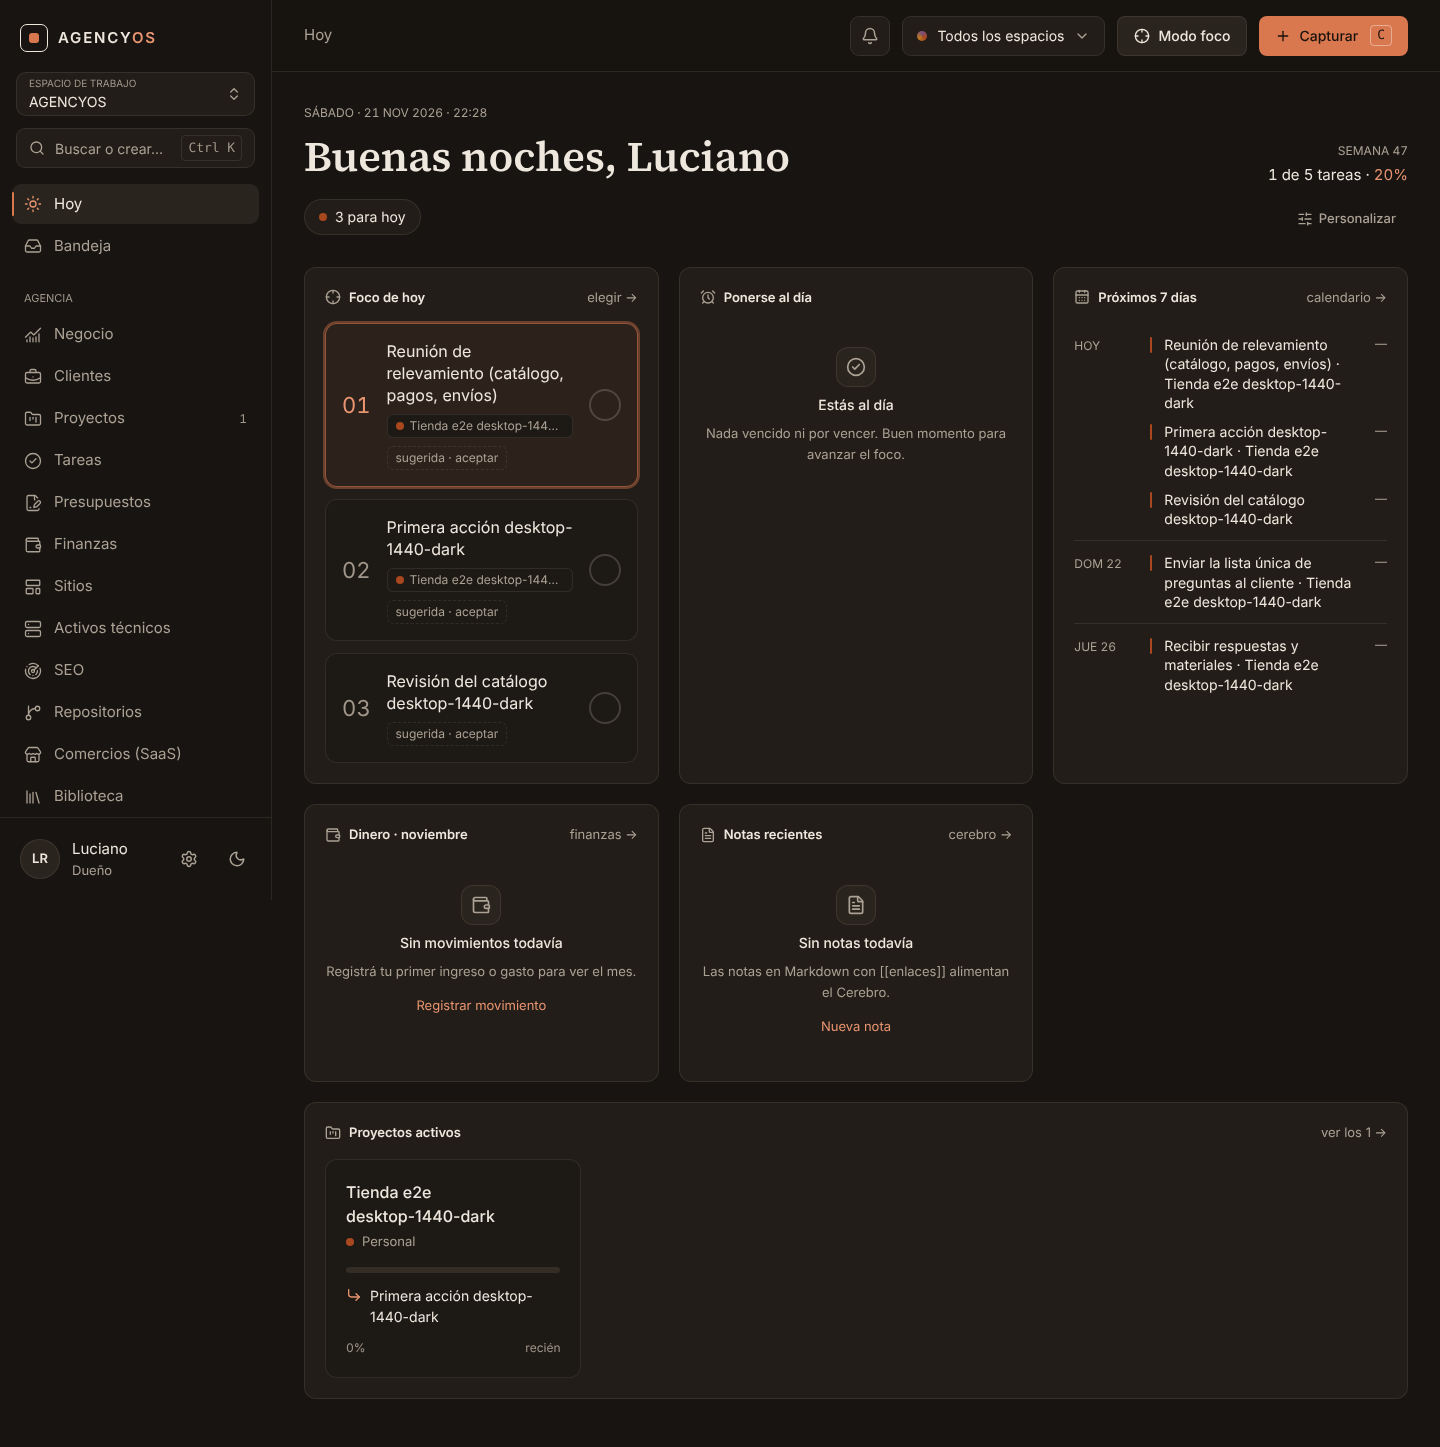 AGENCYOS
ESPACIO DE TRABAJO
AGENCYOS
Buscar o crear...
Ctrl K
Hoy
Bandeja
AGENCIA
Negocio
Clientes
Proyectos 1
Tareas
Presupuestos
Finanzas
Sitios
Activos técnicos
SEO
Repositorios
Comercios (SaaS)
Biblioteca
LR
Luciano
Dueño
Hoy
Todos los espacios
Modo foco
Capturar C
SÁBADO · 21 NOV 2026 · 22:28
Buenas noches, Luciano
SEMANA 47
1 de 5 tareas · 20%
3 para hoy
Personalizar
Foco de hoy
elegir →
01
Reunión de
relevamiento (catálogo,
pagos, envíos)
Tienda e2e desktop-144...
sugerida · aceptar
02
Primera acción desktop-
1440-dark
Tienda e2e desktop-144...
sugerida · aceptar
03
Revisión del catálogo
desktop-1440-dark
sugerida · aceptar
Ponerse al día
Estás al día
Nada vencido ni por vencer. Buen momento para
avanzar el foco.
Próximos 7 días
calendario →
HOY
Reunión de relevamiento —
(catálogo, pagos, envíos) ·
Tienda e2e desktop-1440-
dark
Primera acción desktop- —
1440-dark · Tienda e2e
desktop-1440-dark
Revisión del catálogo —
desktop-1440-dark
DOM 22
Enviar la lista única de —
preguntas al cliente · Tienda
e2e desktop-1440-dark
JUE 26
Recibir respuestas y —
materiales · Tienda e2e
desktop-1440-dark
Dinero · noviembre
finanzas →
Sin movimientos todavía
Registrá tu primer ingreso o gasto para ver el mes.
Registrar movimiento
Notas recientes
cerebro →
Sin notas todavía
Las notas en Markdown con [[enlaces]] alimentan
el Cerebro.
Nueva nota
Proyectos activos
ver los 1 →
Tienda e2e
desktop-1440-dark
Personal
Primera acción desktop-
1440-dark
0%
recién